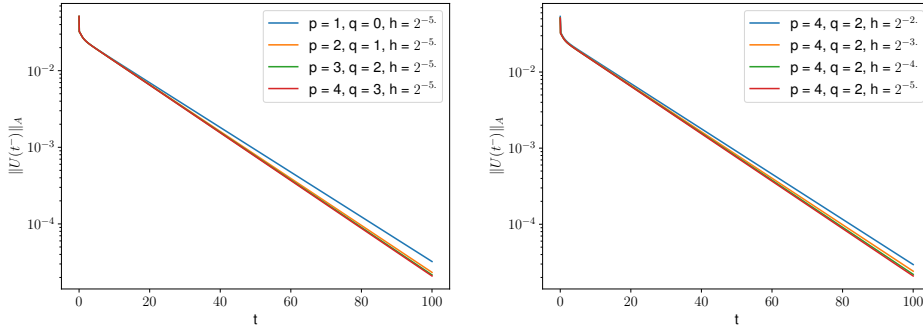 10⁻²
10⁻³
10⁻⁴
‖U(t⁻)‖_A
p = 1, q = 0, h = 2^{-5.}
p = 2, q = 1, h = 2^{-5.}
p = 3, q = 2, h = 2^{-5.}
p = 4, q = 3, h = 2^{-5.}
0 20 40 60 80 100
t
10⁻²
10⁻³
10⁻⁴
‖U(t⁻)‖_A
p = 4, q = 2, h = 2^{-2.}
p = 4, q = 2, h = 2^{-3.}
p = 4, q = 2, h = 2^{-4.}
p = 4, q = 2, h = 2^{-5.}
0 20 40 60 80 100
t